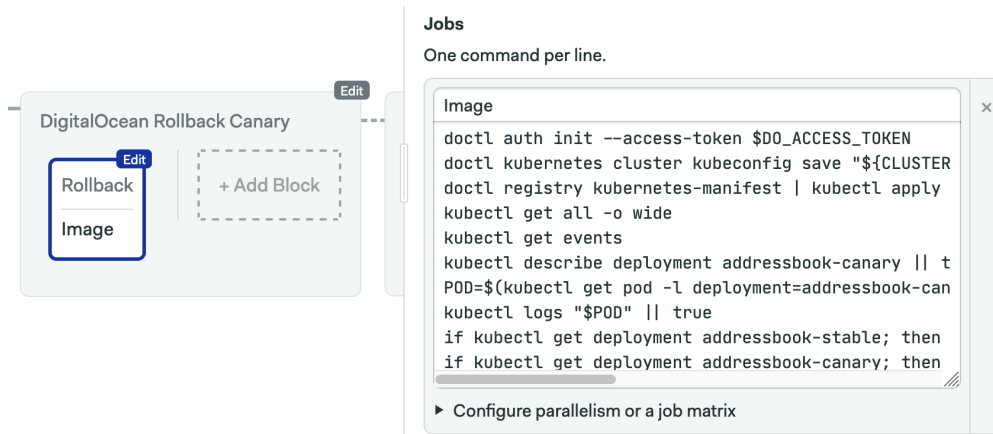 Jobs
One command per line.
Edit
DigitalOcean Rollback Canary
Edit
Rollback
+ Add Block
Image
Image
×
doctl auth init --access-token $DO_ACCESS_TOKEN
doctl kubernetes cluster kubeconfig save "${CLUSTER
doctl registry kubernetes-manifest | kubectl apply
kubectl get all -o wide
kubectl get events
kubectl describe deployment addressbook-canary || t
POD=$(kubectl get pod -l deployment=addressbook-can
kubectl logs "$POD" || true
if kubectl get deployment addressbook-stable; then
if kubectl get deployment addressbook-canary; then
Configure parallelism or a job matrix